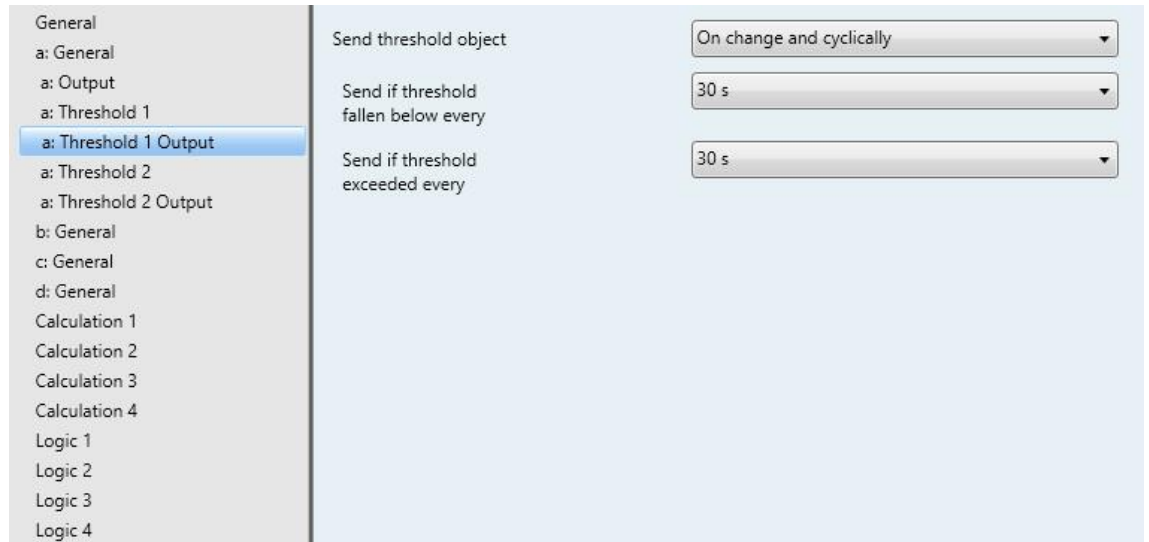 General
a: General
a: Output
a: Threshold 1
a: Threshold 1 Output
a: Threshold 2
a: Threshold 2 Output
b: General
c: General
d: General
Calculation 1
Calculation 2
Calculation 3
Calculation 4
Logic 1
Logic 2
Logic 3
Logic 4
Send threshold object
On change and cyclically
Send if threshold
fallen below every
30 s
Send if threshold
exceeded every
30 s